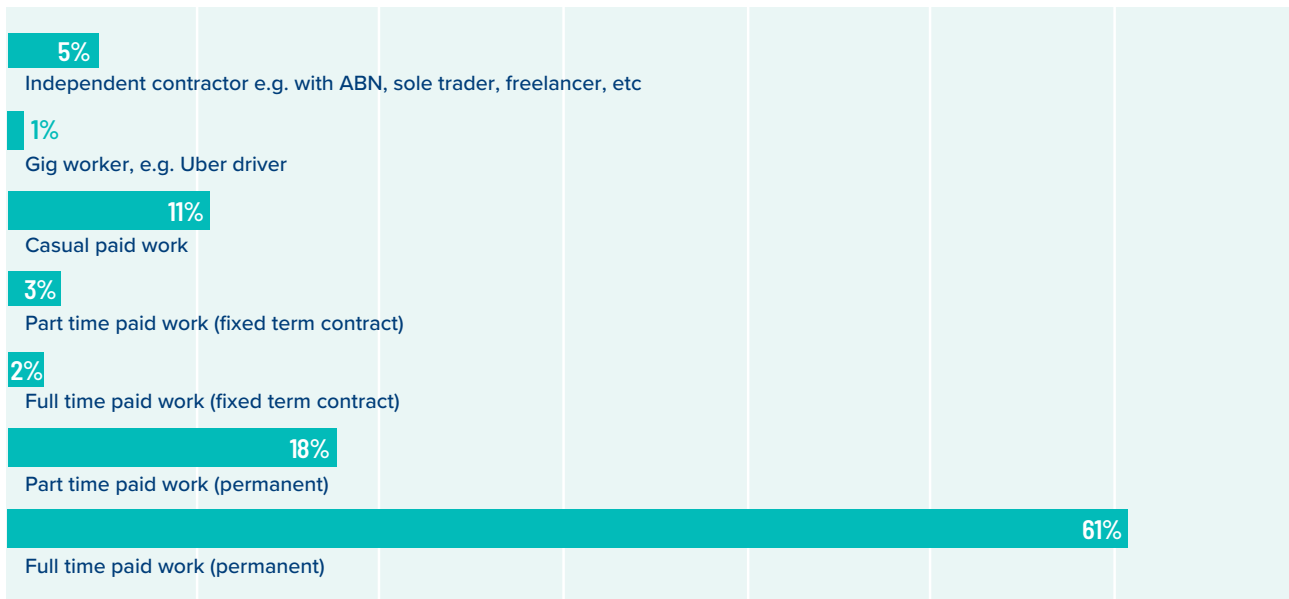 5%
Independent contractor e.g. with ABN, sole trader, freelancer, etc
1%
Gig worker, e.g. Uber driver
11%
Casual paid work
3%
Part time paid work (fixed term contract)
2%
Full time paid work (fixed term contract)
18%
Part time paid work (permanent)
61%
Full time paid work (permanent)